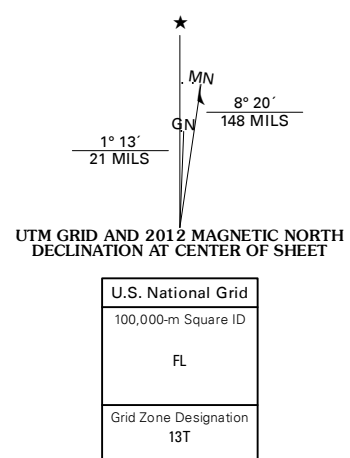 ★
MN
8° 20´
148 MILS
GN
1° 13´
21 MILS
UTM GRID AND 2012 MAGNETIC NORTH
DECLINATION AT CENTER OF SHEET
U.S. National Grid
100,000-m Square ID
FL
Grid Zone Designation
13T